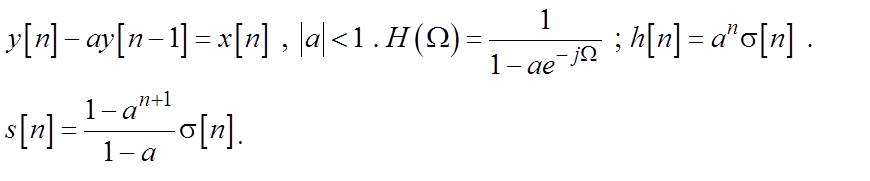 y[n] − ay[n−1] = x[n] , |a| < 1 . H(Ω) = 1 / (1 − ae^{−jΩ}) ; h[n] = a^n σ[n] .
s[n] = (1 − a^{n+1}) / (1 − a) σ[n].